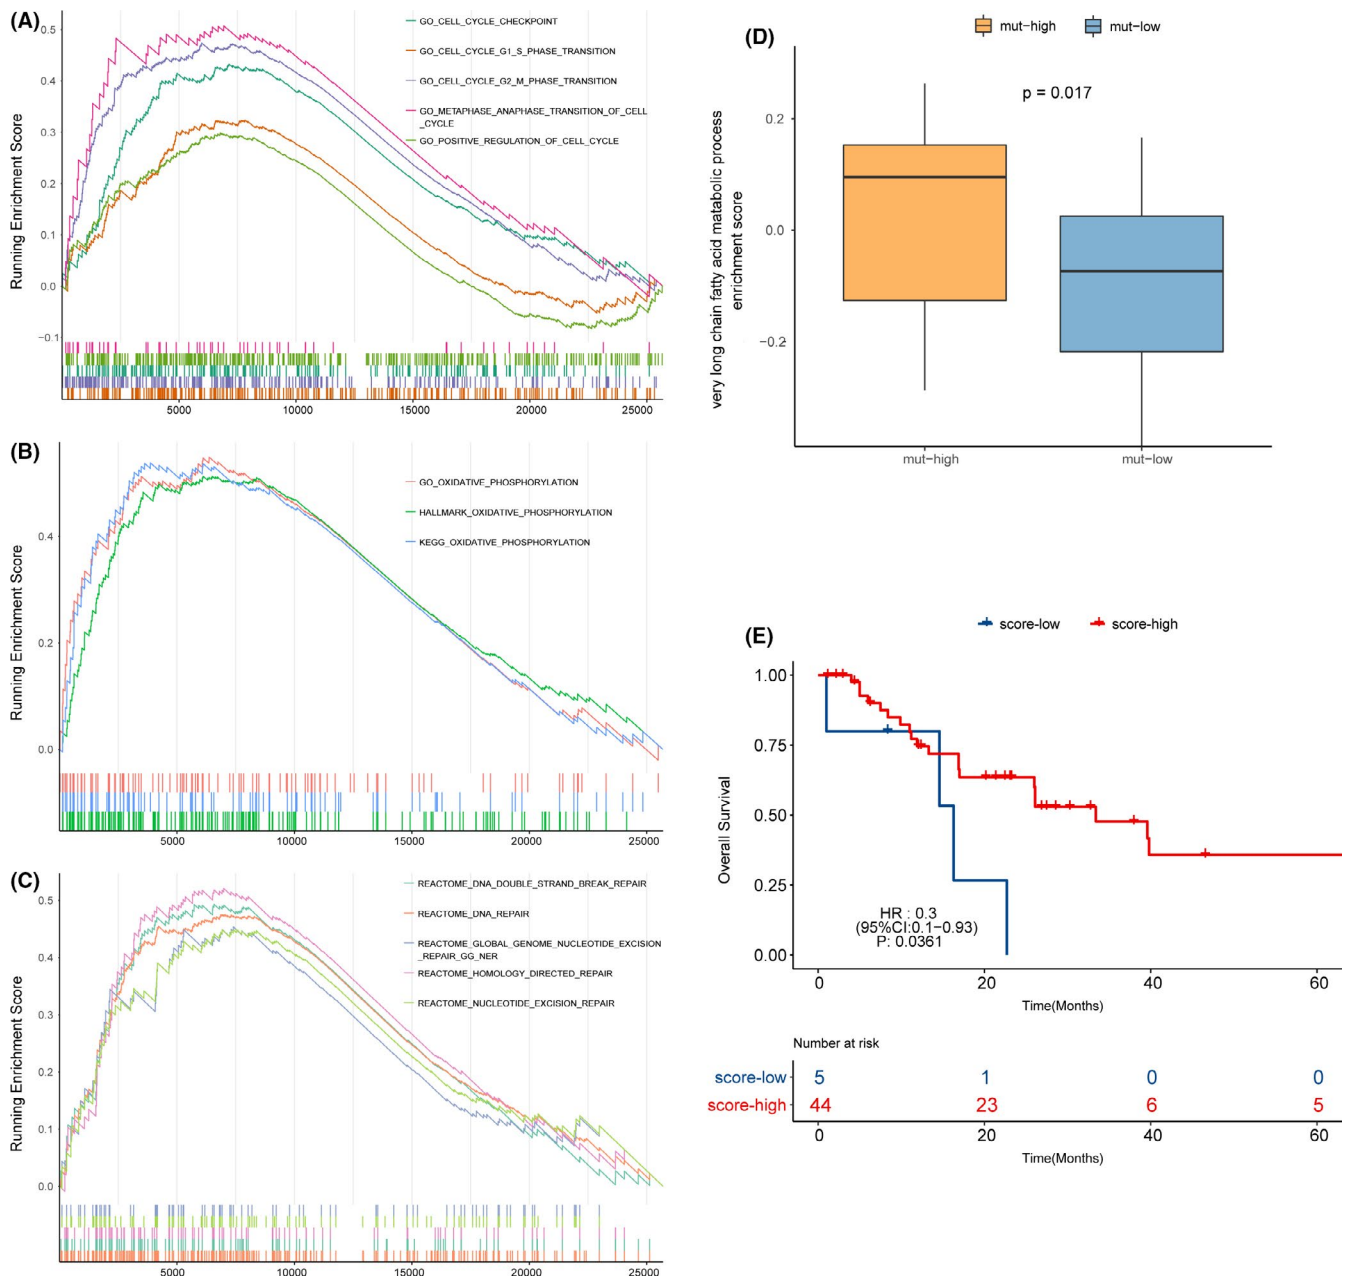 (A)
Running Enrichment Score
0.5
0.4
0.3
0.2
0.1
0.0
−0.1
GO_CELL_CYCLE_CHECKPOINT
GO_CELL_CYCLE_G1_S_PHASE_TRANSITION
GO_CELL_CYCLE_G2_M_PHASE_TRANSITION
GO_METAPHASE_ANAPHASE_TRANSITION_OF_CELL
_CYCLE
GO_POSITIVE_REGULATION_OF_CELL_CYCLE
5000 10000 15000 20000 25000
(B)
Running Enrichment Score
0.4
0.2
0.0
GO_OXIDATIVE_PHOSPHORYLATION
HALLMARK_OXIDATIVE_PHOSPHORYLATION
KEGG_OXIDATIVE_PHOSPHORYLATION
5000 10000 15000 20000 25000
(C)
Running Enrichment Score
0.5
0.4
0.3
0.2
0.1
0.0
REACTOME_DNA_DOUBLE_STRAND_BREAK_REPAIR
REACTOME_DNA_REPAIR
REACTOME_GLOBAL_GENOME_NUCLEOTIDE_EXCISION
_REPAIR_GG_NER
REACTOME_HOMOLOGY_DIRECTED_REPAIR
REACTOME_NUCLEOTIDE_EXCISION_REPAIR
5000 10000 15000 20000 25000
(D)
mut−high mut−low
very long chain fatty acid matabolic process
enrichment score
0.2
0.0
−0.2
p = 0.017
mut−high mut−low
(E)
score−low score−high
Overall Survival
1.00
0.75
0.50
0.25
0.00
HR : 0.3
(95%CI:0.1−0.93)
P: 0.0361
0 20 40 60
Time(Months)
Number at risk
score−low 5 1 0 0
score−high 44 23 6 5
0 20 40 60
Time(Months)